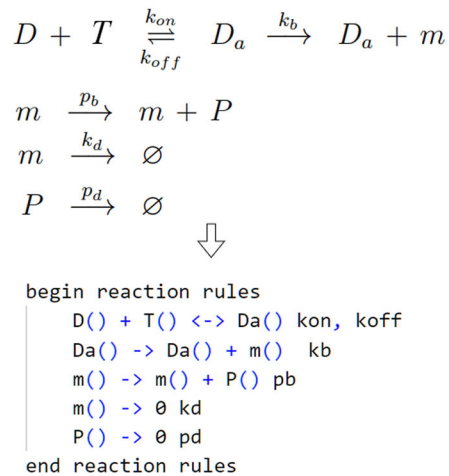 D + T k_on ⇌ k_off D_a k_b → D_a + m
m p_b → m + P
m k_d → ∅
P p_d → ∅
begin reaction rules
D() + T() <-> Da() kon, koff
Da() -> Da() + m()  kb
m() -> m() + P() pb
m() -> 0 kd
P() -> 0 pd
end reaction rules